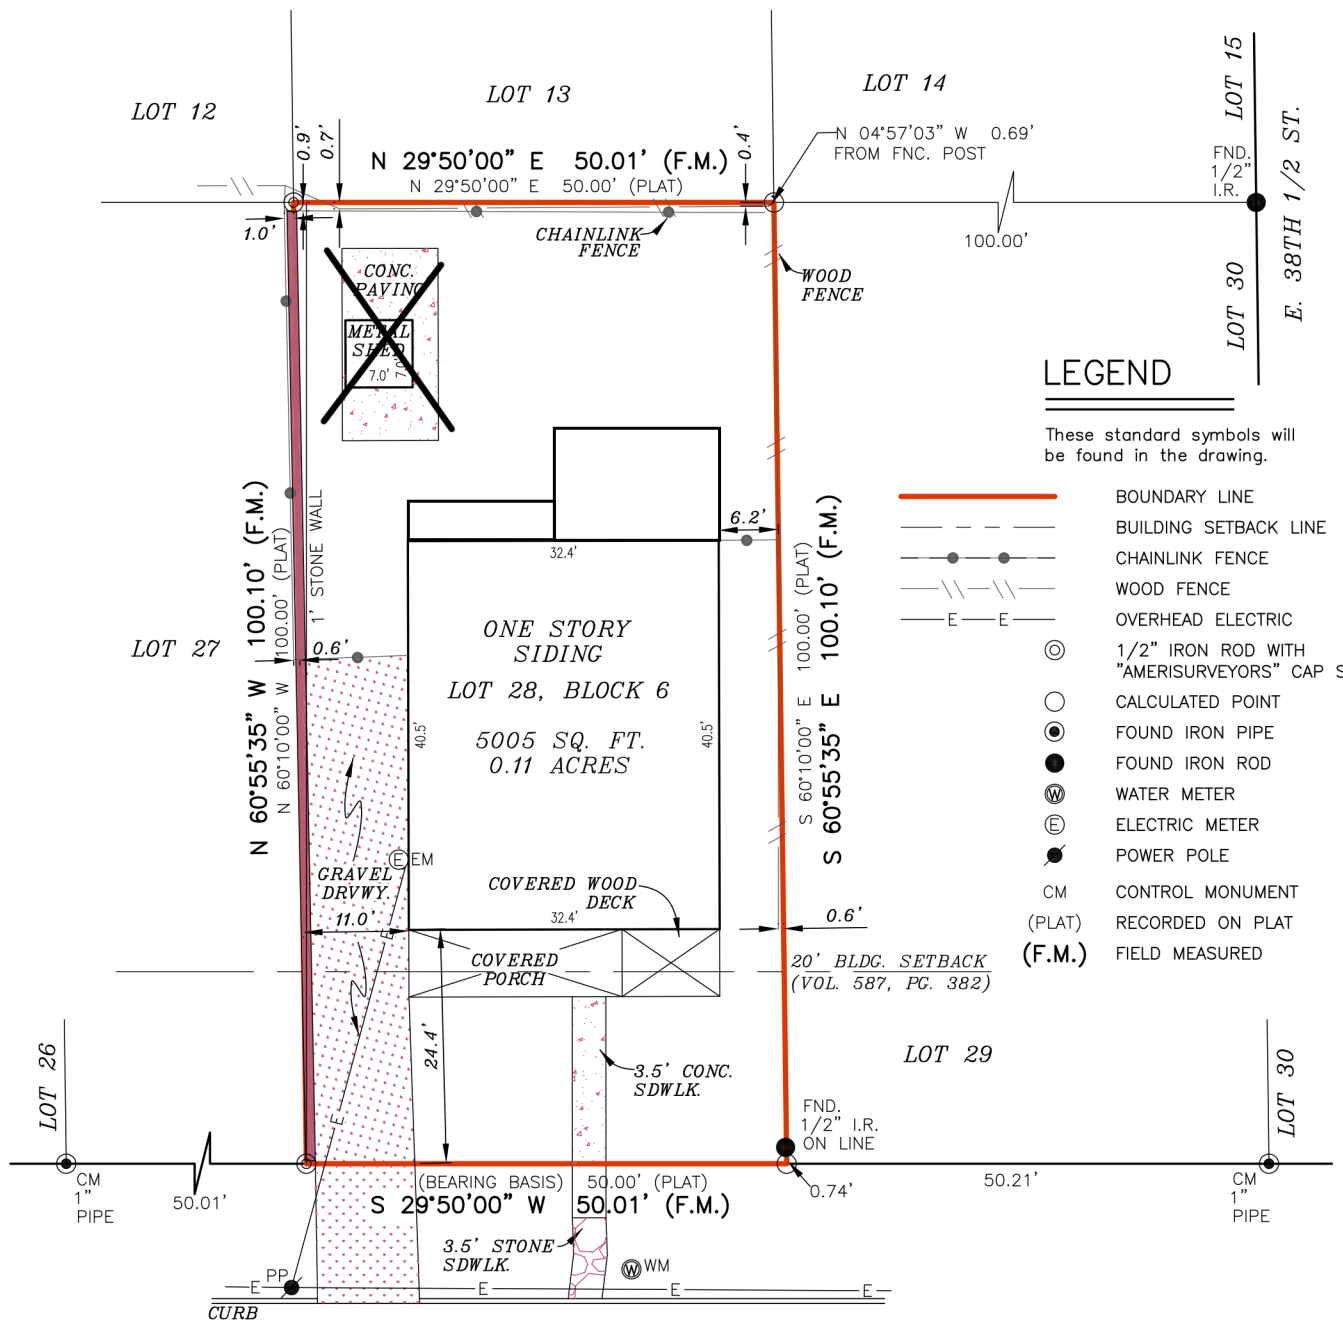 LOT 12
LOT 13
LOT 14
LOT 15
E. 38TH 1/2 ST.
0.9'
0.7'
0.4'
N 29°50'00" E 50.01' (F.M.)
N 29°50'00" E 50.00' (PLAT)
N 04°57'03" W 0.69'
FROM FNC. POST
FND.
1/2"
I.R.
1.0'
CHAINLINK
FENCE
100.00'
WOOD
FENCE
LOT 30
CONC.
PAVING
METAL
SHED
7.0'
7.0'
LEGEND
These standard symbols will
be found in the drawing.
BOUNDARY LINE
BUILDING SETBACK LINE
CHAINLINK FENCE
WOOD FENCE
E E OVERHEAD ELECTRIC
1/2" IRON ROD WITH
"AMERISURVEYORS" CAP S
CALCULATED POINT
FOUND IRON PIPE
FOUND IRON ROD
W WATER METER
E ELECTRIC METER
POWER POLE
CM CONTROL MONUMENT
(PLAT) RECORDED ON PLAT
(F.M.) FIELD MEASURED
N 60°55'35" W 100.10' (F.M.)
N 60°10'00" W 100.00' (PLAT)
1' STONE WALL
LOT 27
0.6'
6.2'
32.4'
ONE STORY
SIDING
LOT 28, BLOCK 6
5005 SQ. FT.
0.11 ACRES
40.5'
40.5'
S 60°10'00" E 100.00' (PLAT)
S 60°55'35" E 100.10' (F.M.)
E EM
GRAVEL
DRVWY.
11.0'
E
COVERED WOOD
DECK
32.4'
0.6'
COVERED
PORCH
20' BLDG. SETBACK
(VOL. 587, PG. 382)
24.4'
E
LOT 26
3.5' CONC.
SDWLK.
LOT 29
LOT 30
FND.
1/2" I.R.
ON LINE
CM
1"
PIPE
50.01'
(BEARING BASIS) 50.00' (PLAT)
S 29°50'00" W 50.01' (F.M.)
0.74'
50.21'
CM
1"
PIPE
3.5' STONE
SDWLK.
W WM
PP
E E E E
CURB